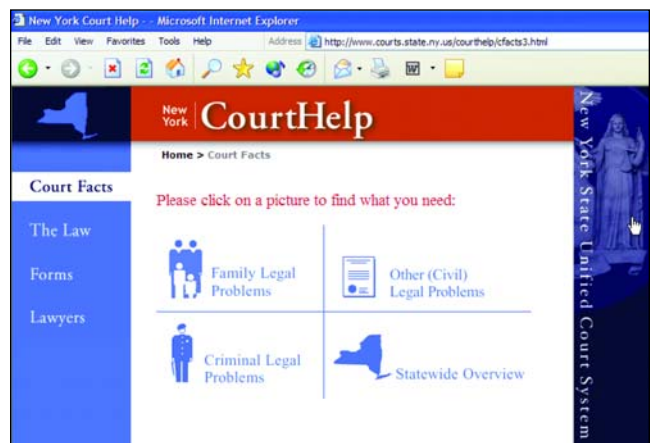 New York Court Help - - Microsoft Internet Explorer
File Edit View Favorites Tools Help Address http://www.courts.state.ny.us/courthelp/cfacts3.html
W
New York CourtHelp
Home > Court Facts
Court Facts
The Law
Forms
Lawyers
Please click on a picture to find what you need:
Family Legal
Problems
Other (Civil)
Legal Problems
Criminal Legal
Problems
Statewide Overview
New York State Unified Court System